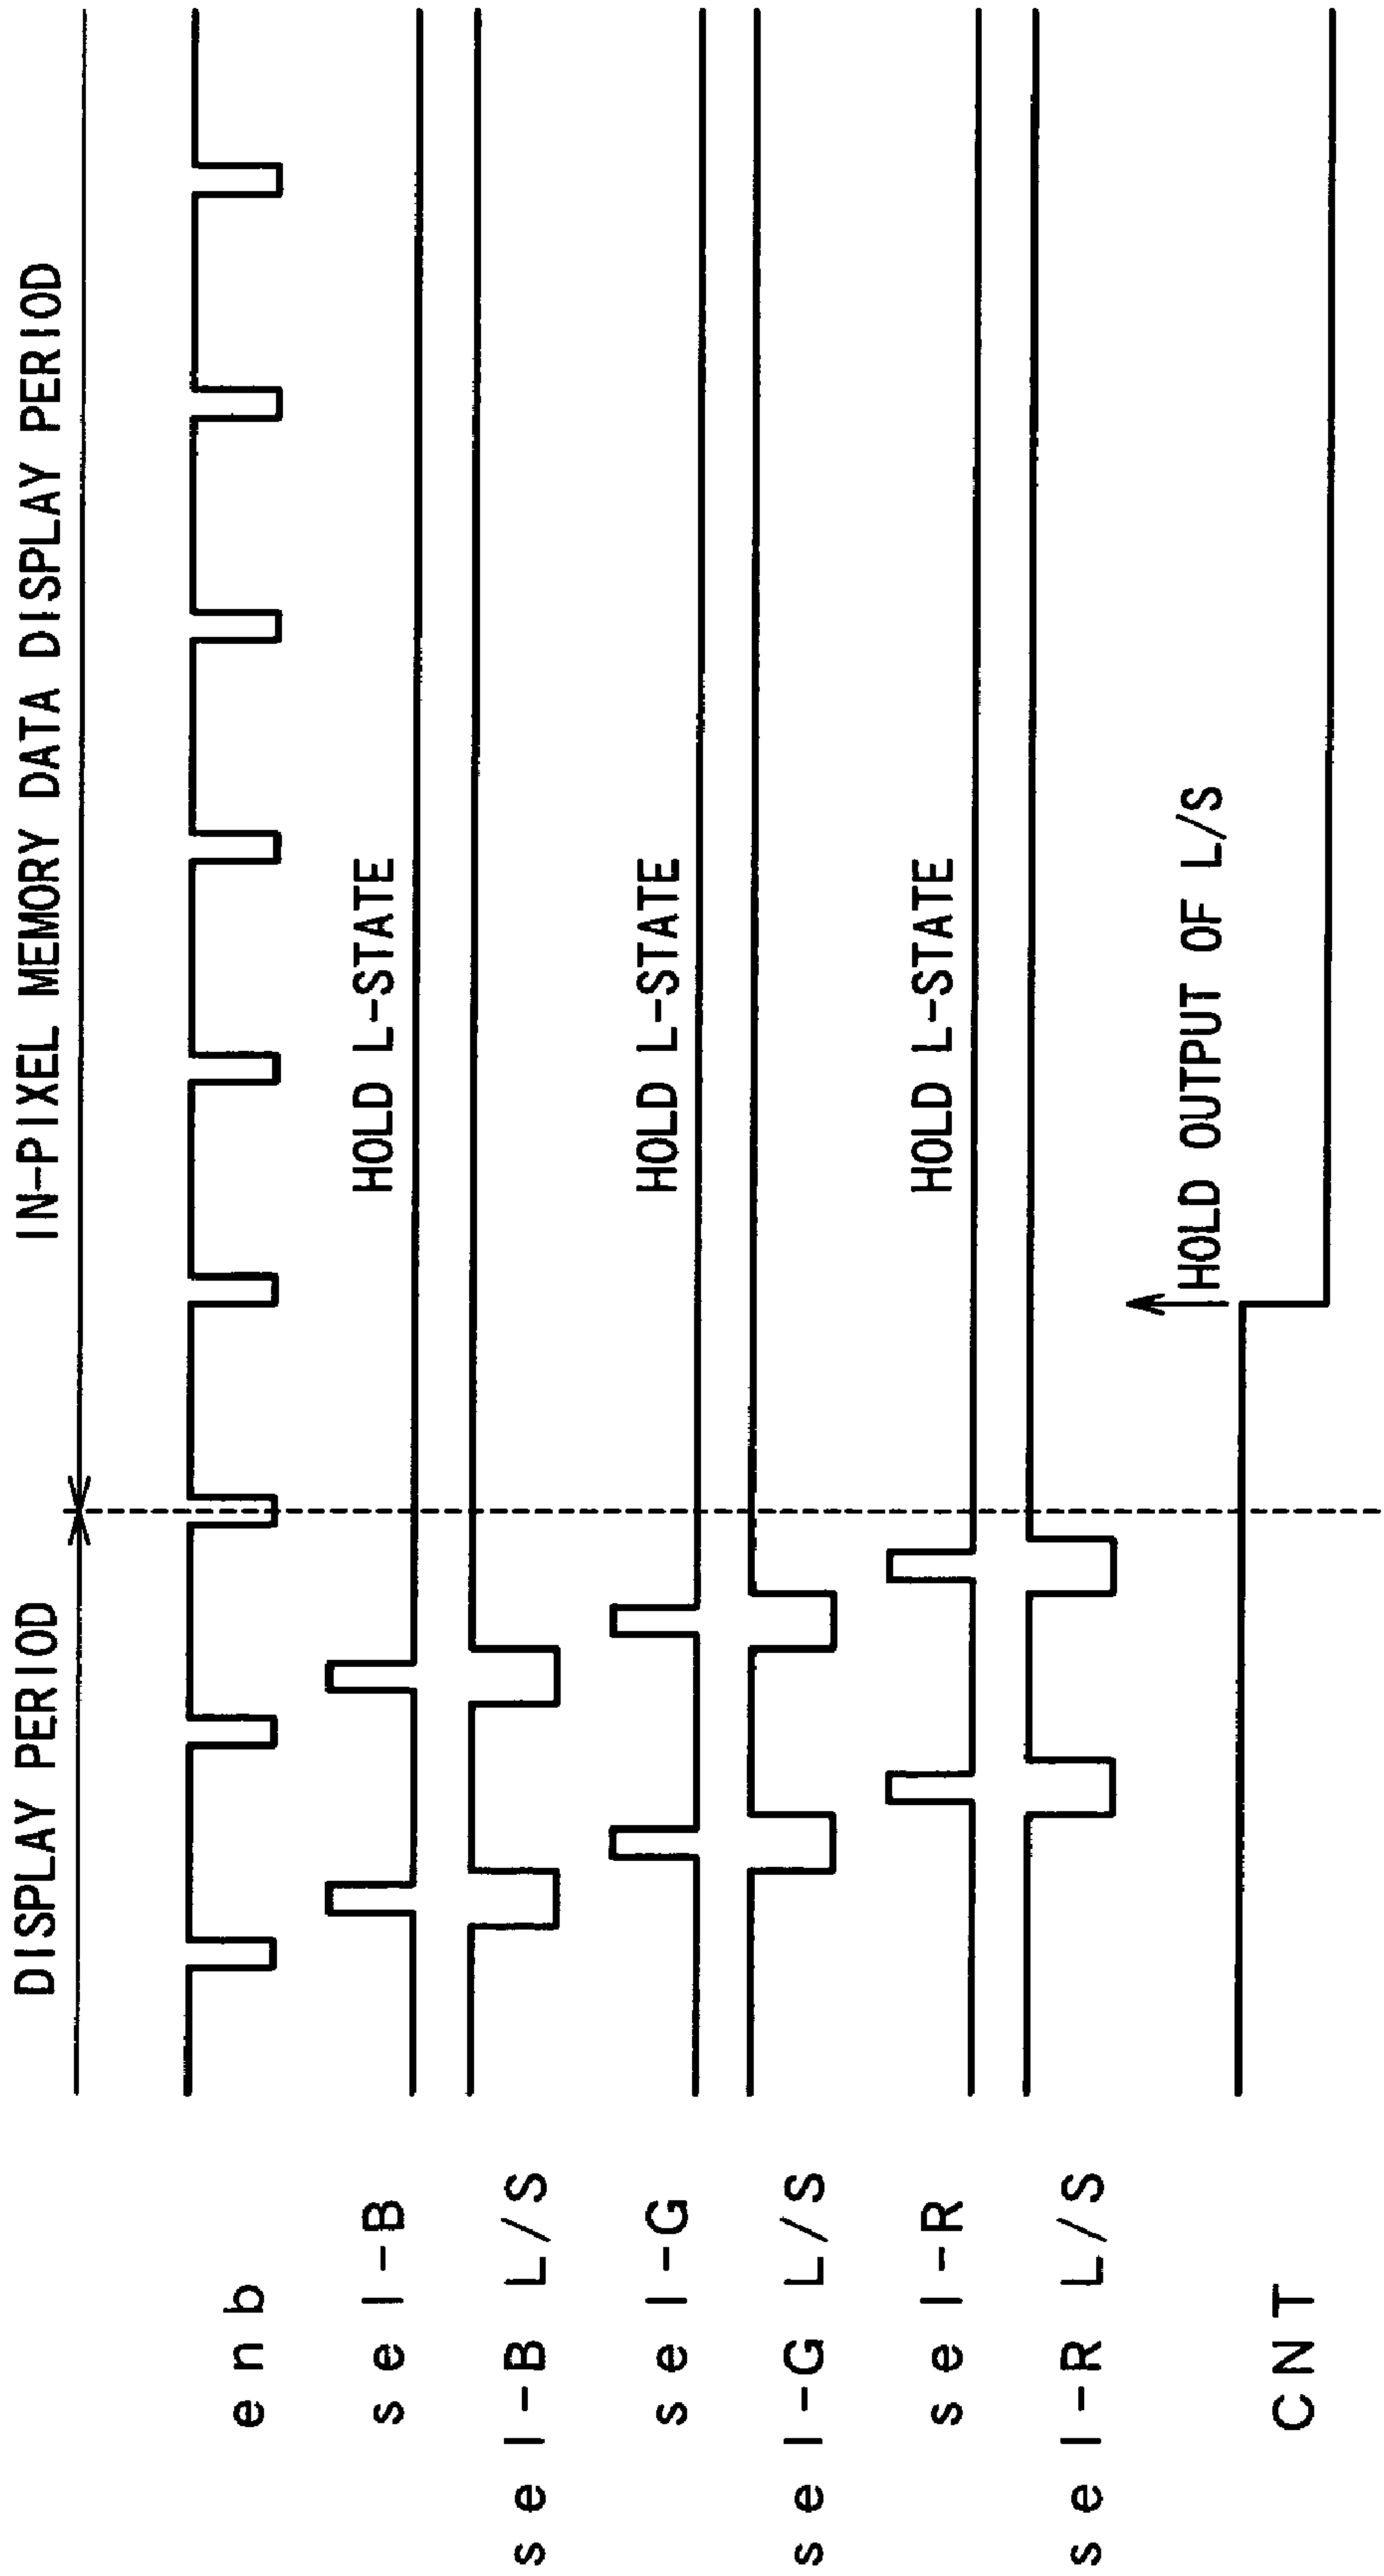 DISPLAY PERIOD
IN-PIXEL MEMORY DATA DISPLAY PERIOD
enb
sel-B
HOLD L-STATE
sel-B L/S
sel-G
HOLD L-STATE
sel-G L/S
sel-R
HOLD L-STATE
sel-R L/S
HOLD OUTPUT OF L/S
CNT